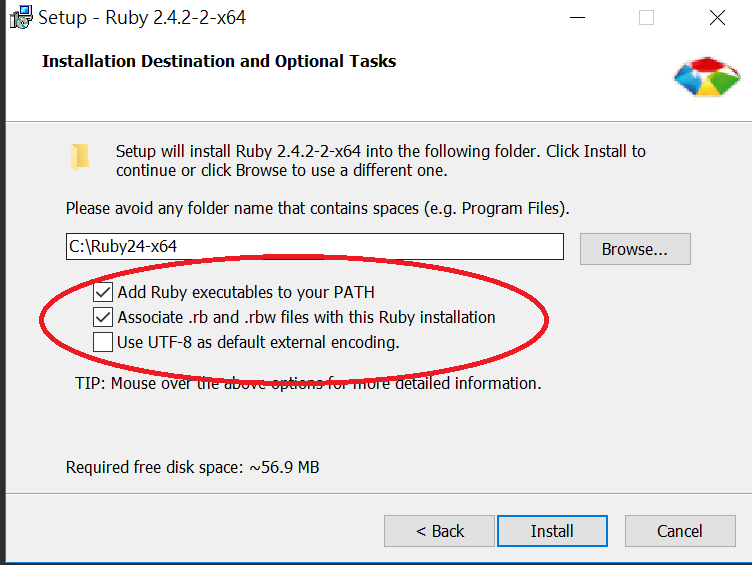 Setup - Ruby 2.4.2-2-x64
Installation Destination and Optional Tasks
Setup will install Ruby 2.4.2-2-x64 into the following folder. Click Install to
continue or click Browse to use a different one.
Please avoid any folder name that contains spaces (e.g. Program Files).
C:\Ruby24-x64
Browse...
Add Ruby executables to your PATH
Associate .rb and .rbw files with this Ruby installation
Use UTF-8 as default external encoding.
TIP: Mouse over the above options for more detailed information.
Required free disk space: ~56.9 MB
< Back
Install
Cancel